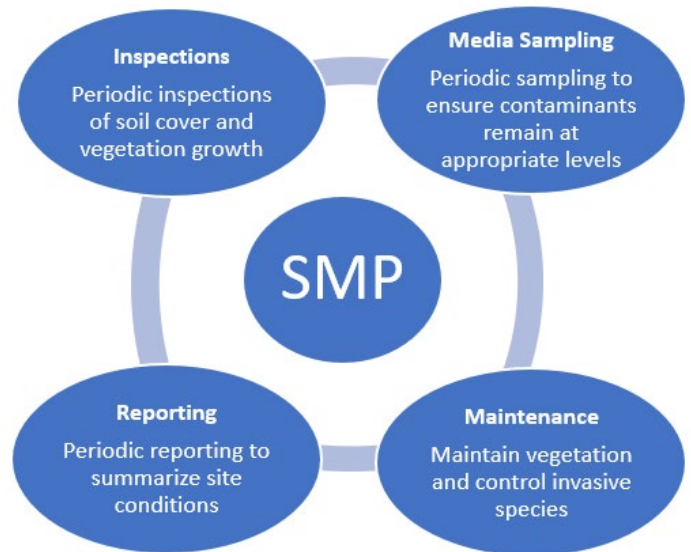 Inspections
Periodic inspections
of soil cover and
vegetation growth
Media Sampling
Periodic sampling to
ensure contaminants
remain at
appropriate levels
SMP
Reporting
Periodic reporting to
summarize site
conditions
Maintenance
Maintain vegetation
and control invasive
species